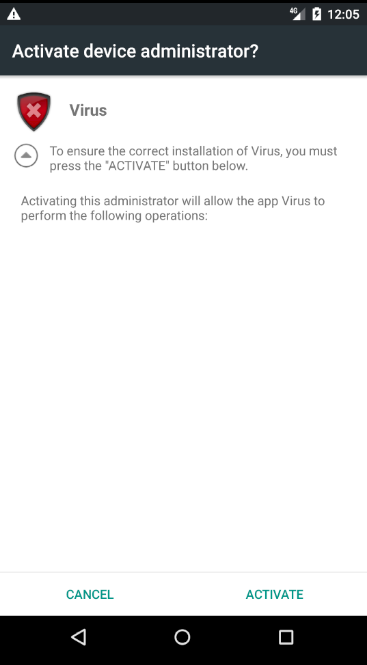 4G 12:05
Activate device administrator?
Virus
To ensure the correct installation of Virus, you must
press the "ACTIVATE" button below.
Activating this administrator will allow the app Virus to
perform the following operations:
CANCEL ACTIVATE